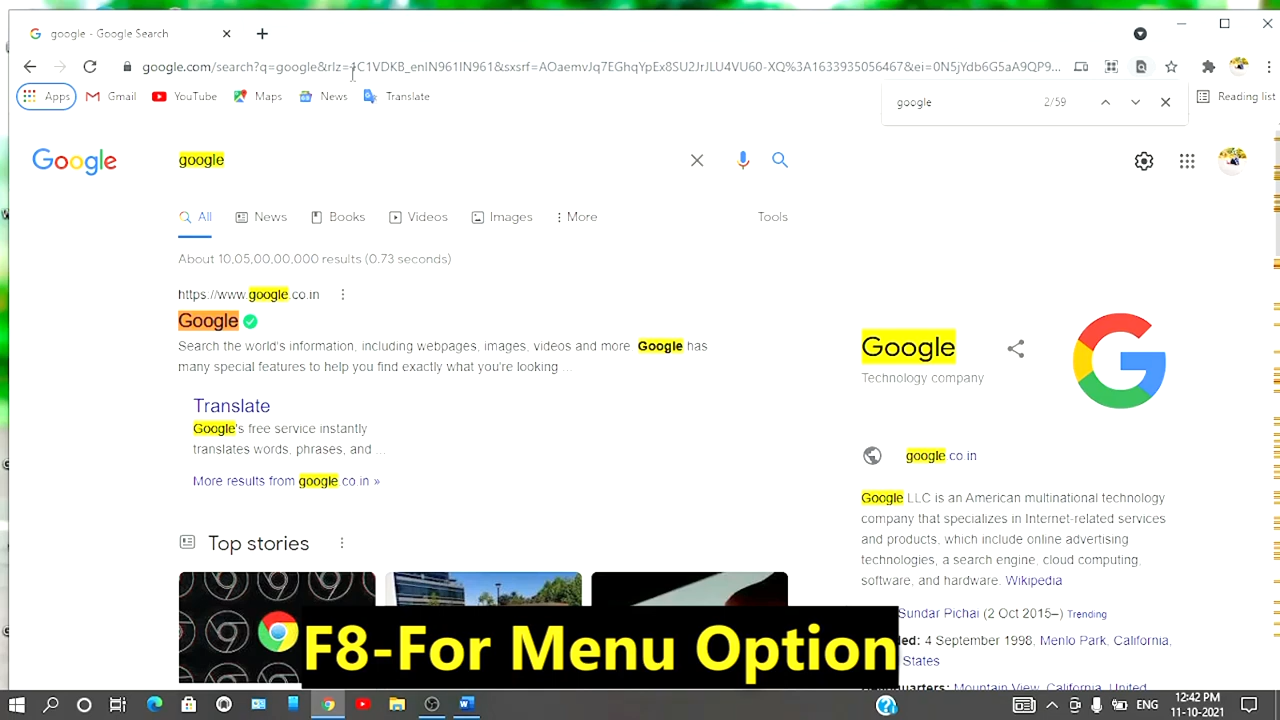 google - Google Search
google.com/search?q=google&rlz=1C1VDKB_enIN961IN961&sxsrf=AOaemvJq7EGhqYpEx8SU2JrJLU4VU60-XQ%3A1633935056467&ei=0N5jYdb6G5aA9QP9...
Apps Gmail YouTube Maps News Translate
google 2/59
Reading list
Google
google
All News Books Videos Images More Tools
About 10,05,00,00,000 results (0.73 seconds)
https://www.google.co.in
Google
Search the world's information, including webpages, images, videos and more Google has
many special features to help you find exactly what you're looking ...
Translate
Google's free service instantly
translates words, phrases, and ...
More results from google.co.in »
Top stories
Google
Technology company
google.co.in
Google LLC is an American multinational technology
company that specializes in Internet-related services
and products, which include online advertising
technologies, a search engine, cloud computing,
software, and hardware. Wikipedia
Sundar Pichai (2 Oct 2015–) Trending
4 September 1998, Menlo Park, California,
States
Mountain View, California, United
F8-For Menu Option
ENG
12:42 PM
11-10-2021